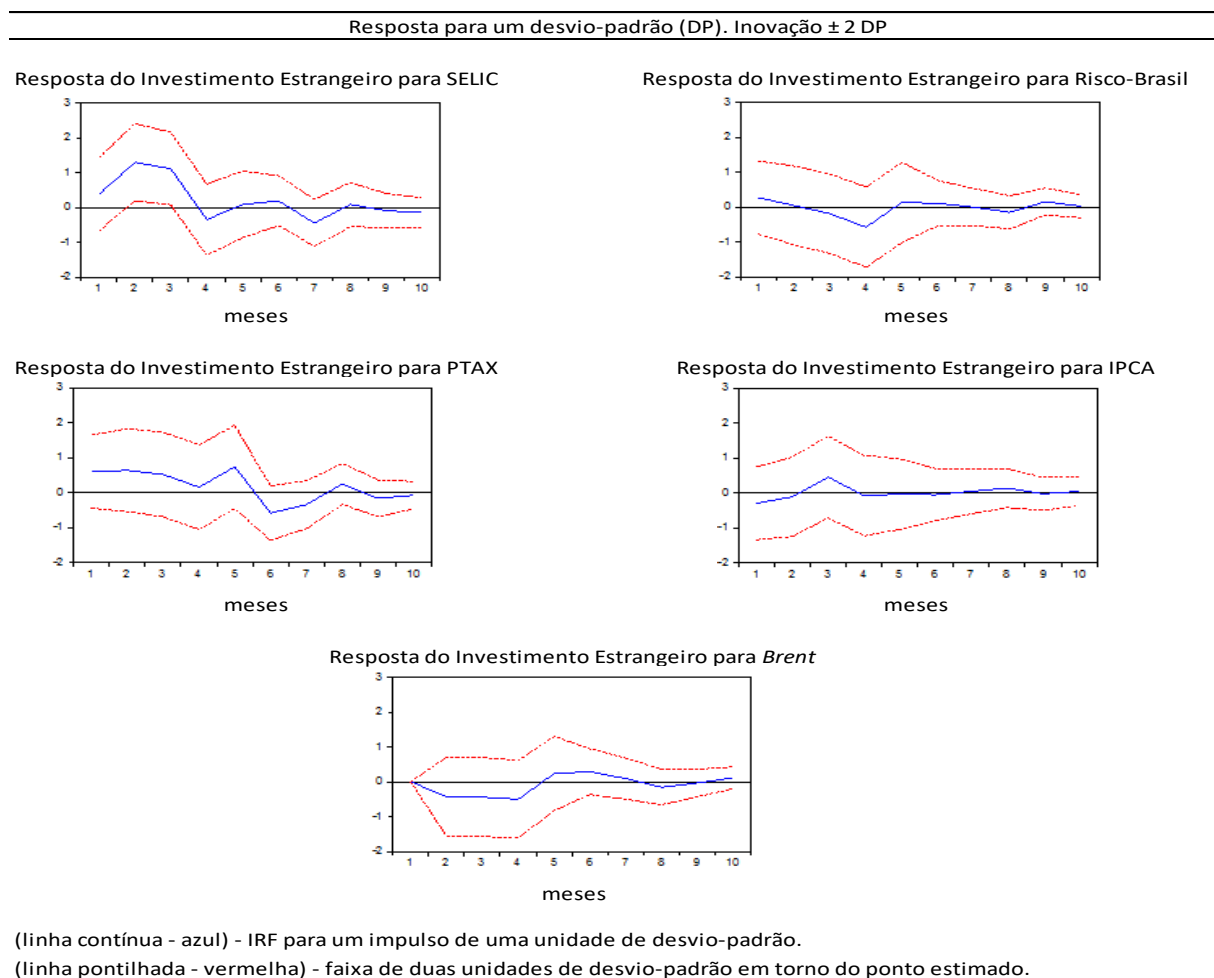 Resposta para um desvio-padrão (DP). Inovação ± 2 DP
Resposta do Investimento Estrangeiro para SELIC
3
2
1
0
-1
-2
1 2 3 4 5 6 7 8 9 10
meses
Resposta do Investimento Estrangeiro para Risco-Brasil
3
2
1
0
-1
-2
1 2 3 4 5 6 7 8 9 10
meses
Resposta do Investimento Estrangeiro para PTAX
3
2
1
0
-1
-2
1 2 3 4 5 6 7 8 9 10
meses
Resposta do Investimento Estrangeiro para IPCA
3
2
1
0
-1
-2
1 2 3 4 5 6 7 8 9 10
meses
Resposta do Investimento Estrangeiro para Brent
3
2
1
0
-1
-2
1 2 3 4 5 6 7 8 9 10
meses
(linha contínua - azul) - IRF para um impulso de uma unidade de desvio-padrão.
(linha pontilhada - vermelha) - faixa de duas unidades de desvio-padrão em torno do ponto estimado.